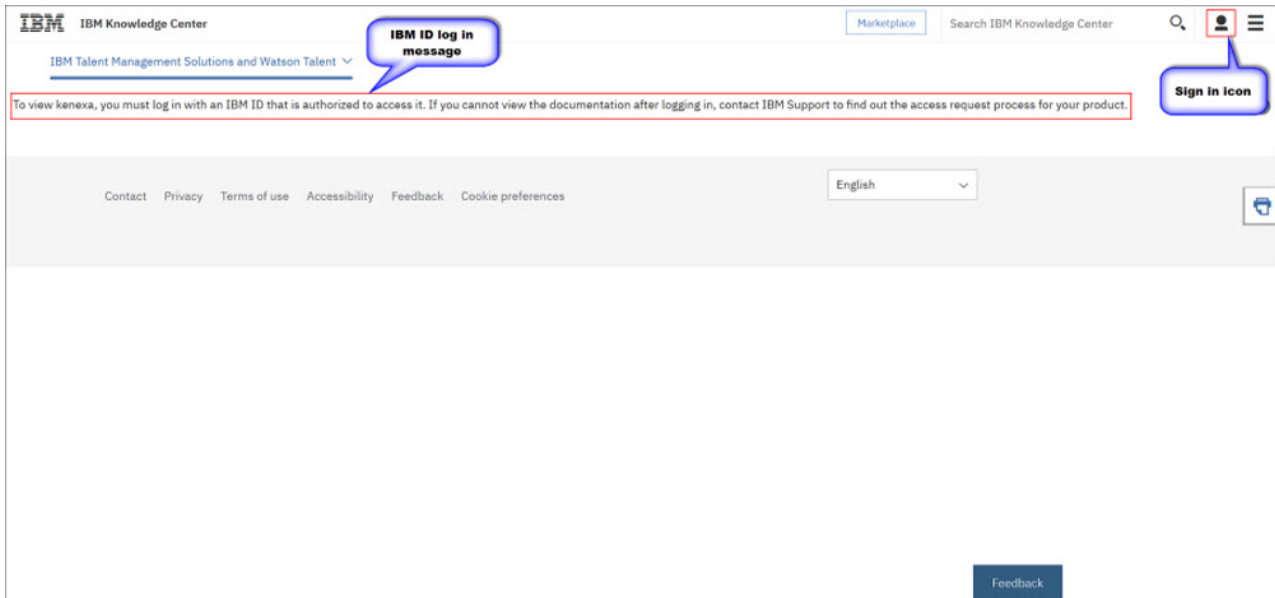 IBM IBM Knowledge Center
Marketplace
Search IBM Knowledge Center
IBM ID log in
message
IBM Talent Management Solutions and Watson Talent
Sign in icon
To view kenexa, you must log in with an IBM ID that is authorized to access it. If you cannot view the documentation after logging in, contact IBM Support to find out the access request process for your product.
English
Contact Privacy Terms of use Accessibility Feedback Cookie preferences
Feedback